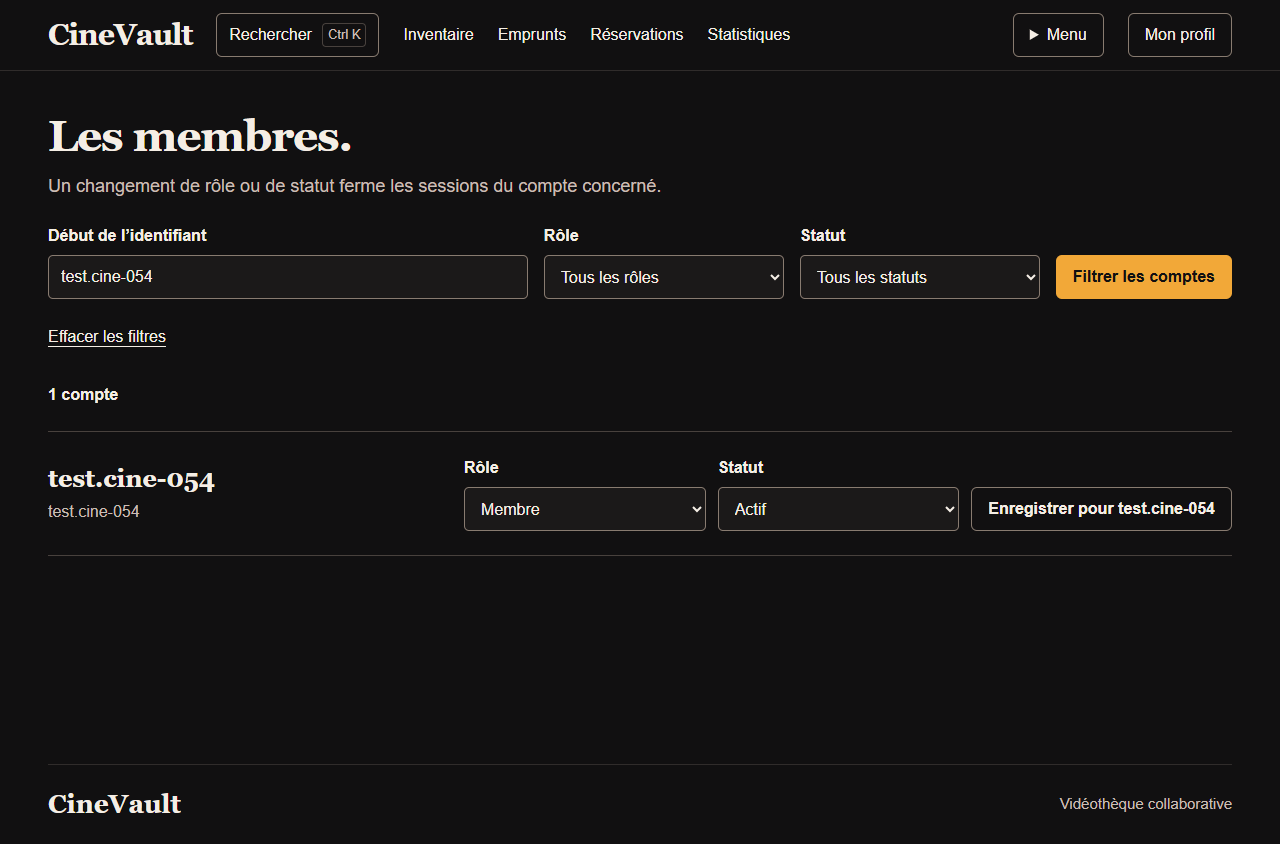 CineVault Rechercher Ctrl K Inventaire Emprunts Réservations Statistiques Menu Mon profil
Les membres.
Un changement de rôle ou de statut ferme les sessions du compte concerné.
Début de l’identifiant Rôle Statut
test.cine-054 Tous les rôles Tous les statuts Filtrer les comptes
Effacer les filtres
1 compte
Rôle Statut
test.cine-054
test.cine-054
Membre Actif Enregistrer pour test.cine-054
CineVault Vidéothèque collaborative